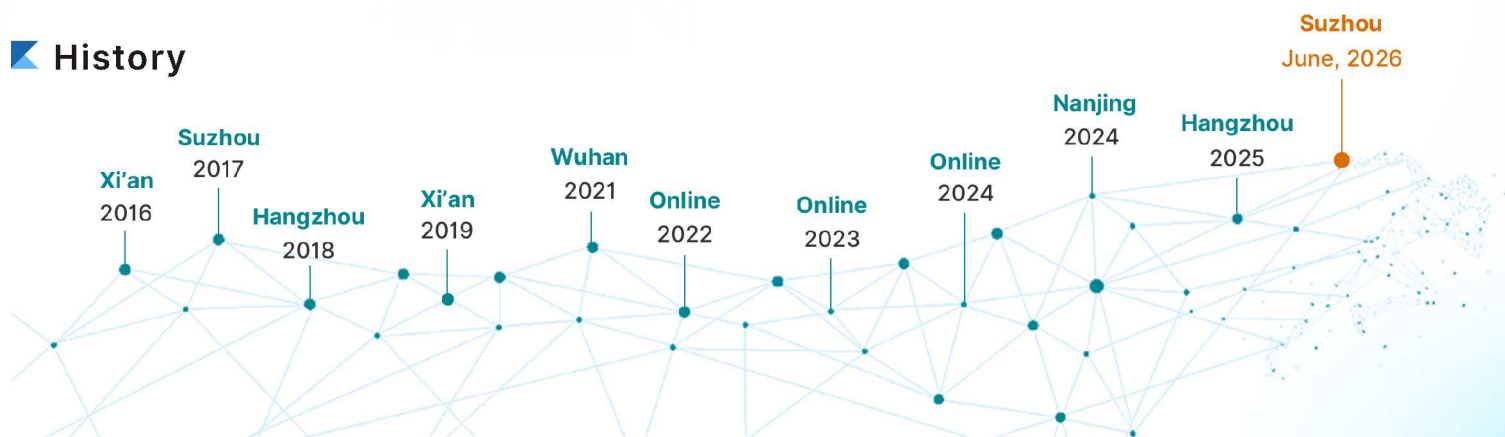 History
Xi'an
2016
Suzhou
2017
Hangzhou
2018
Xi'an
2019
Wuhan
2021
Online
2022
Online
2023
Online
2024
Nanjing
2024
Hangzhou
2025
Suzhou
June, 2026